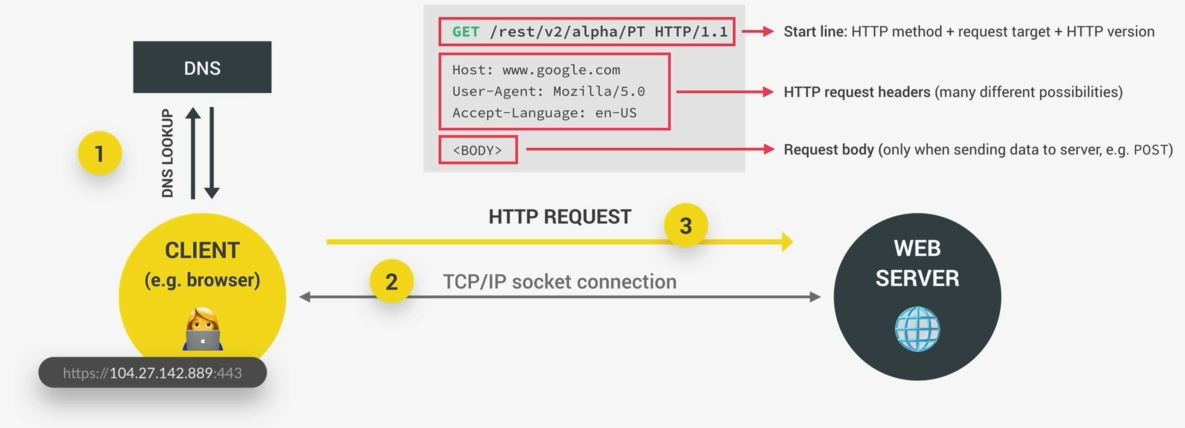 GET /rest/v2/alpha/PT HTTP/1.1
Start line: HTTP method + request target + HTTP version
DNS
Host: www.google.com
User-Agent: Mozilla/5.0
Accept-Language: en-US
HTTP request headers (many different possibilities)
<BODY>
Request body (only when sending data to server, e.g. POST)
1
DNS LOOKUP
HTTP REQUEST
3
CLIENT
(e.g. browser)
2
TCP/IP socket connection
WEB
SERVER
https://104.27.142.889:443